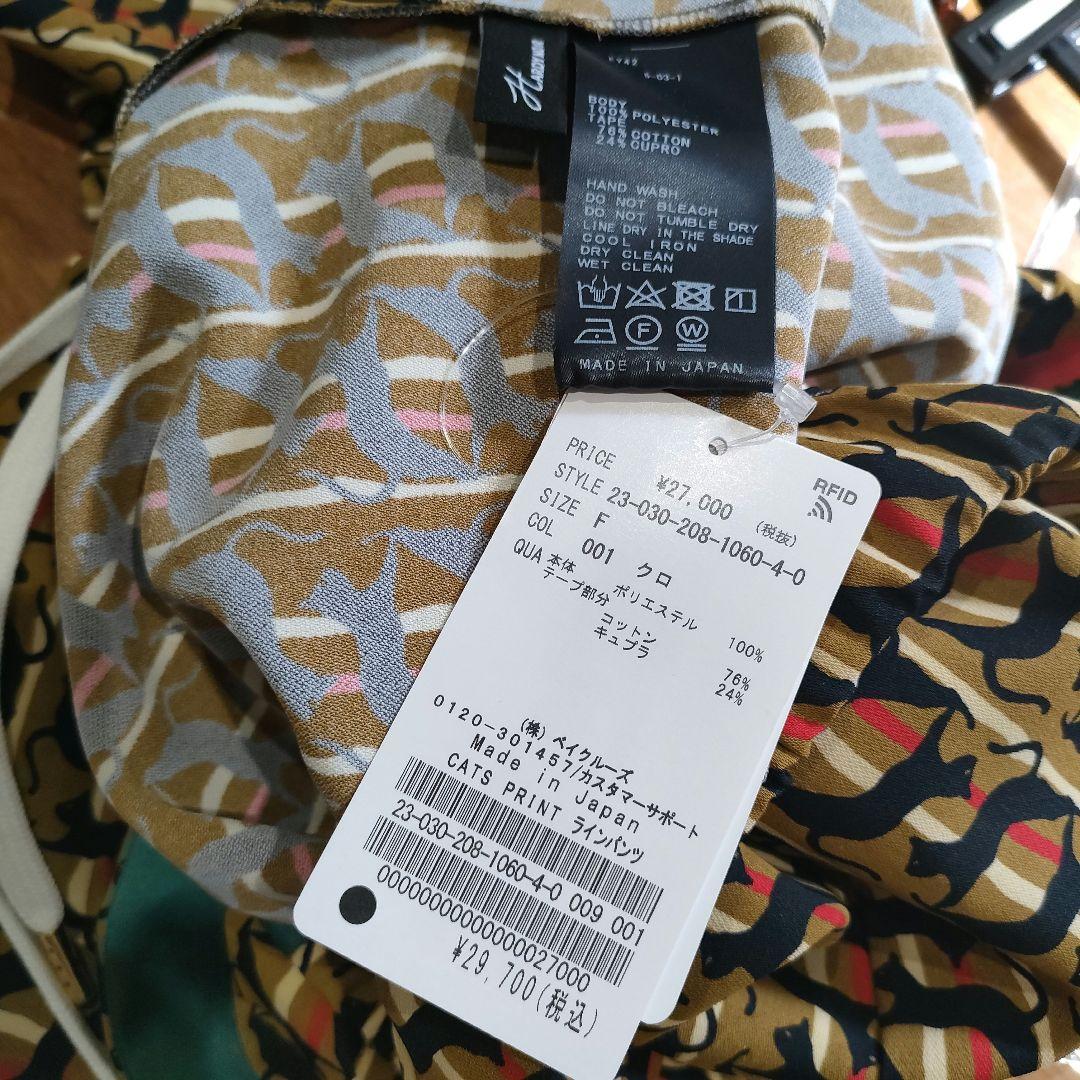 HARDY NOIR
6-03-1
BODY
100% POLYESTER
TAPE
76% COTTON
24% CUPRO
HAND WASH
DO NOT BLEACH
DO NOT TUMBLE DRY
LINE DRY IN THE SHADE
COOL IRON
DRY CLEAN
WET CLEAN
F
W
MADE IN JAPAN
RFID
PRICE ¥27,000 (税抜)
STYLE 23-030-208-1060-4-0
SIZE F
COL 001 クロ
QUA 本体 ポリエステル 100%
テープ部分
コットン 76%
キュプラ 24%
(株)ベイクルーズ
0120-301457/カスタマーサポート
Made in Japan
CATS PRINT ラインパンツ
23-030-208-1060-4-0 009 001
0000000000000027000
¥29,700(税込)